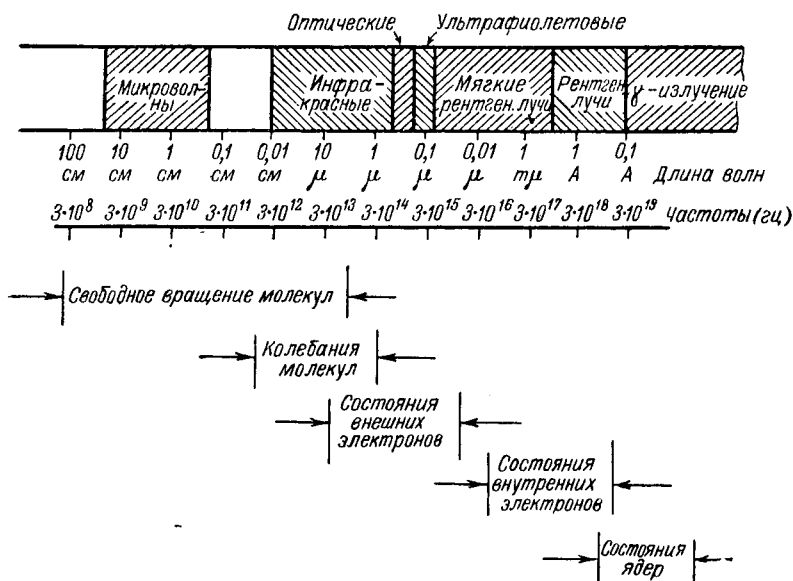 Оптические Ультрафиолетовые
Микровол-
ны
Инфра-
красные
Мягкие
рентген. лучи
Рентген.
лучи
γ-излучение
100 10 1 0,1 0,01 10 1 0,1 0,01 1 1 0,1
см см см см см μ μ μ μ mμ A A Длина волн
3·10⁸ 3·10⁹ 3·10¹⁰ 3·10¹¹ 3·10¹² 3·10¹³ 3·10¹⁴ 3·10¹⁵ 3·10¹⁶ 3·10¹⁷ 3·10¹⁸ 3·10¹⁹ Частоты(гц)
Свободное вращение молекул
Колебания
молекул
Состояния
внешних
электронов
Состояния
внутренних
электронов
Состояния
ядер